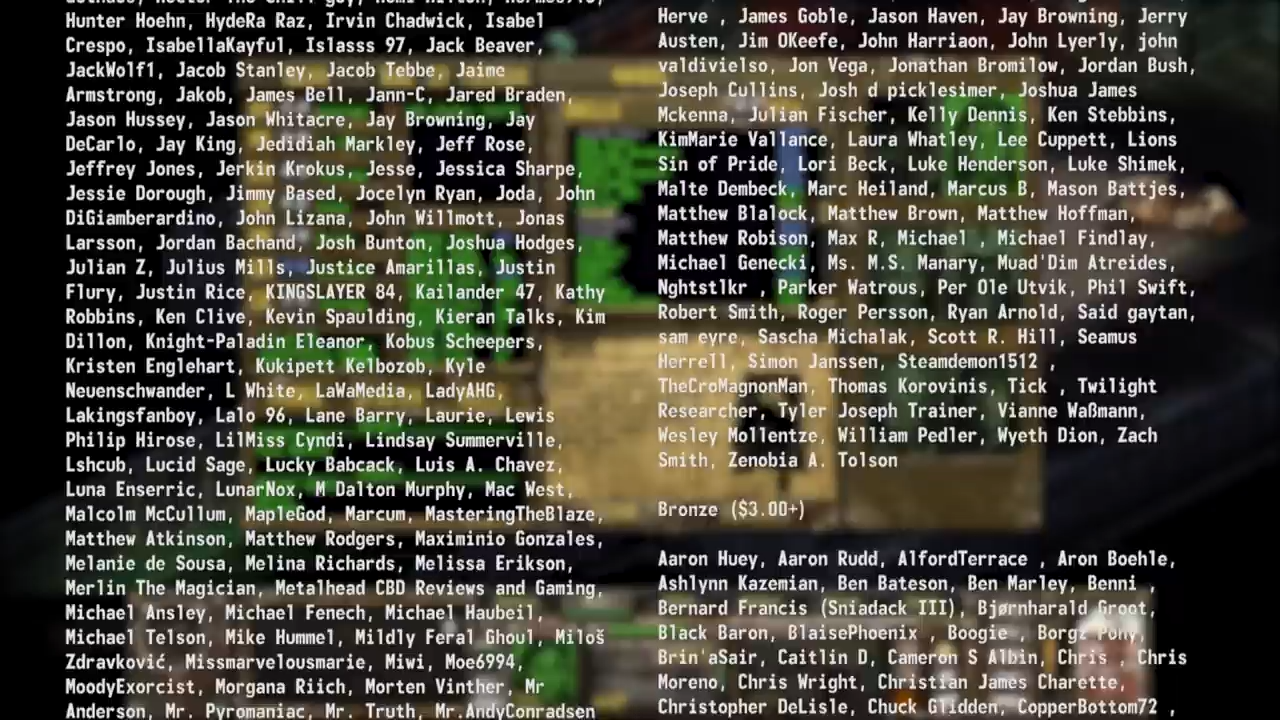 Hunter Hoehn, HydeRa Raz, Irvin Chadwick, Isabel
Crespo, IsabellaKayful, Islasss 97, Jack Beaver,
JackWolf1, Jacob Stanley, Jacob Tebbe, Jaime
Armstrong, Jakob, James Bell, Jann-C, Jared Braden,
Jason Hussey, Jason Whitacre, Jay Browning, Jay
DeCarlo, Jay King, Jedidiah Markley, Jeff Rose,
Jeffrey Jones, Jerkin Krokus, Jesse, Jessica Sharpe,
Jessie Dorough, Jimmy Based, Jocelyn Ryan, Joda, John
DiGiamberardino, John Lizana, John Willmott, Jonas
Larsson, Jordan Bachand, Josh Bunton, Joshua Hodges,
Julian Z, Julius Mills, Justice Amarillas, Justin
Flury, Justin Rice, KINGSLAYER 84, Kailander 47, Kathy
Robbins, Ken Clive, Kevin Spaulding, Kieran Talks, Kim
Dillon, Knight-Paladin Eleanor, Kobus Scheepers,
Kristen Englehart, Kukipett Kelbozob, Kyle
Neuenschwander, L White, LaWaMedia, LadyAHG,
Lakingsfanboy, Lalo 96, Lane Barry, Laurie, Lewis
Philip Hirose, LilMiss Cyndi, Lindsay Summerville,
Lshcub, Lucid Sage, Lucky Babcack, Luis A. Chavez,
Luna Enserric, LunarNox, M Dalton Murphy, Mac West,
Malcolm McCullum, MapleGod, Marcum, MasteringTheBlaze,
Matthew Atkinson, Matthew Rodgers, Maximinio Gonzales,
Melanie de Sousa, Melina Richards, Melissa Erikson,
Merlin The Magician, Metalhead CBD Reviews and Gaming,
Michael Ansley, Michael Fenech, Michael Haubeil,
Michael Telson, Mike Hummel, Mildly Feral Ghoul, Miloš
Zdravković, Missmarvelousmarie, Miwi, Moe6994,
MoodyExorcist, Morgana Riich, Morten Vinther, Mr
Anderson, Mr. Pyromaniac, Mr. Truth, Mr.AndyConradsen
Herve , James Goble, Jason Haven, Jay Browning, Jerry
Austen, Jim OKeefe, John Harriaon, John Lyerly, john
valdivielso, Jon Vega, Jonathan Bromilow, Jordan Bush,
Joseph Cullins, Josh d picklesimer, Joshua James
Mckenna, Julian Fischer, Kelly Dennis, Ken Stebbins,
KimMarie Vallance, Laura Whatley, Lee Cuppett, Lions
Sin of Pride, Lori Beck, Luke Henderson, Luke Shimek,
Malte Dembeck, Marc Heiland, Marcus B, Mason Battjes,
Matthew Blalock, Matthew Brown, Matthew Hoffman,
Matthew Robison, Max R, Michael , Michael Findlay,
Michael Genecki, Ms. M.S. Manary, Muad'Dim Atreides,
Nghtstlkr , Parker Watrous, Per Ole Utvik, Phil Swift,
Robert Smith, Roger Persson, Ryan Arnold, Said gaytan,
sam eyre, Sascha Michalak, Scott R. Hill, Seamus
Herrell, Simon Janssen, Steamdemon1512 ,
TheCroMagnonMan, Thomas Korovinis, Tick , Twilight
Researcher, Tyler Joseph Trainer, Vianne Waßmann,
Wesley Mollentze, William Pedler, Wyeth Dion, Zach
Smith, Zenobia A. Tolson
Bronze ($3.00+)
Aaron Huey, Aaron Rudd, AlfordTerrace , Aron Boehle,
Ashlynn Kazemian, Ben Bateson, Ben Marley, Benni ,
Bernard Francis (Sniadack III), Bjørnharald Groot,
Black Baron, BlaisePhoenix , Boogie , Borgz Pony,
Brin'aSair, Caitlin D, Cameron S Albin, Chris , Chris
Moreno, Chris Wright, Christian James Charette,
Christopher DeLisle, Chuck Glidden, CopperBottom72 ,